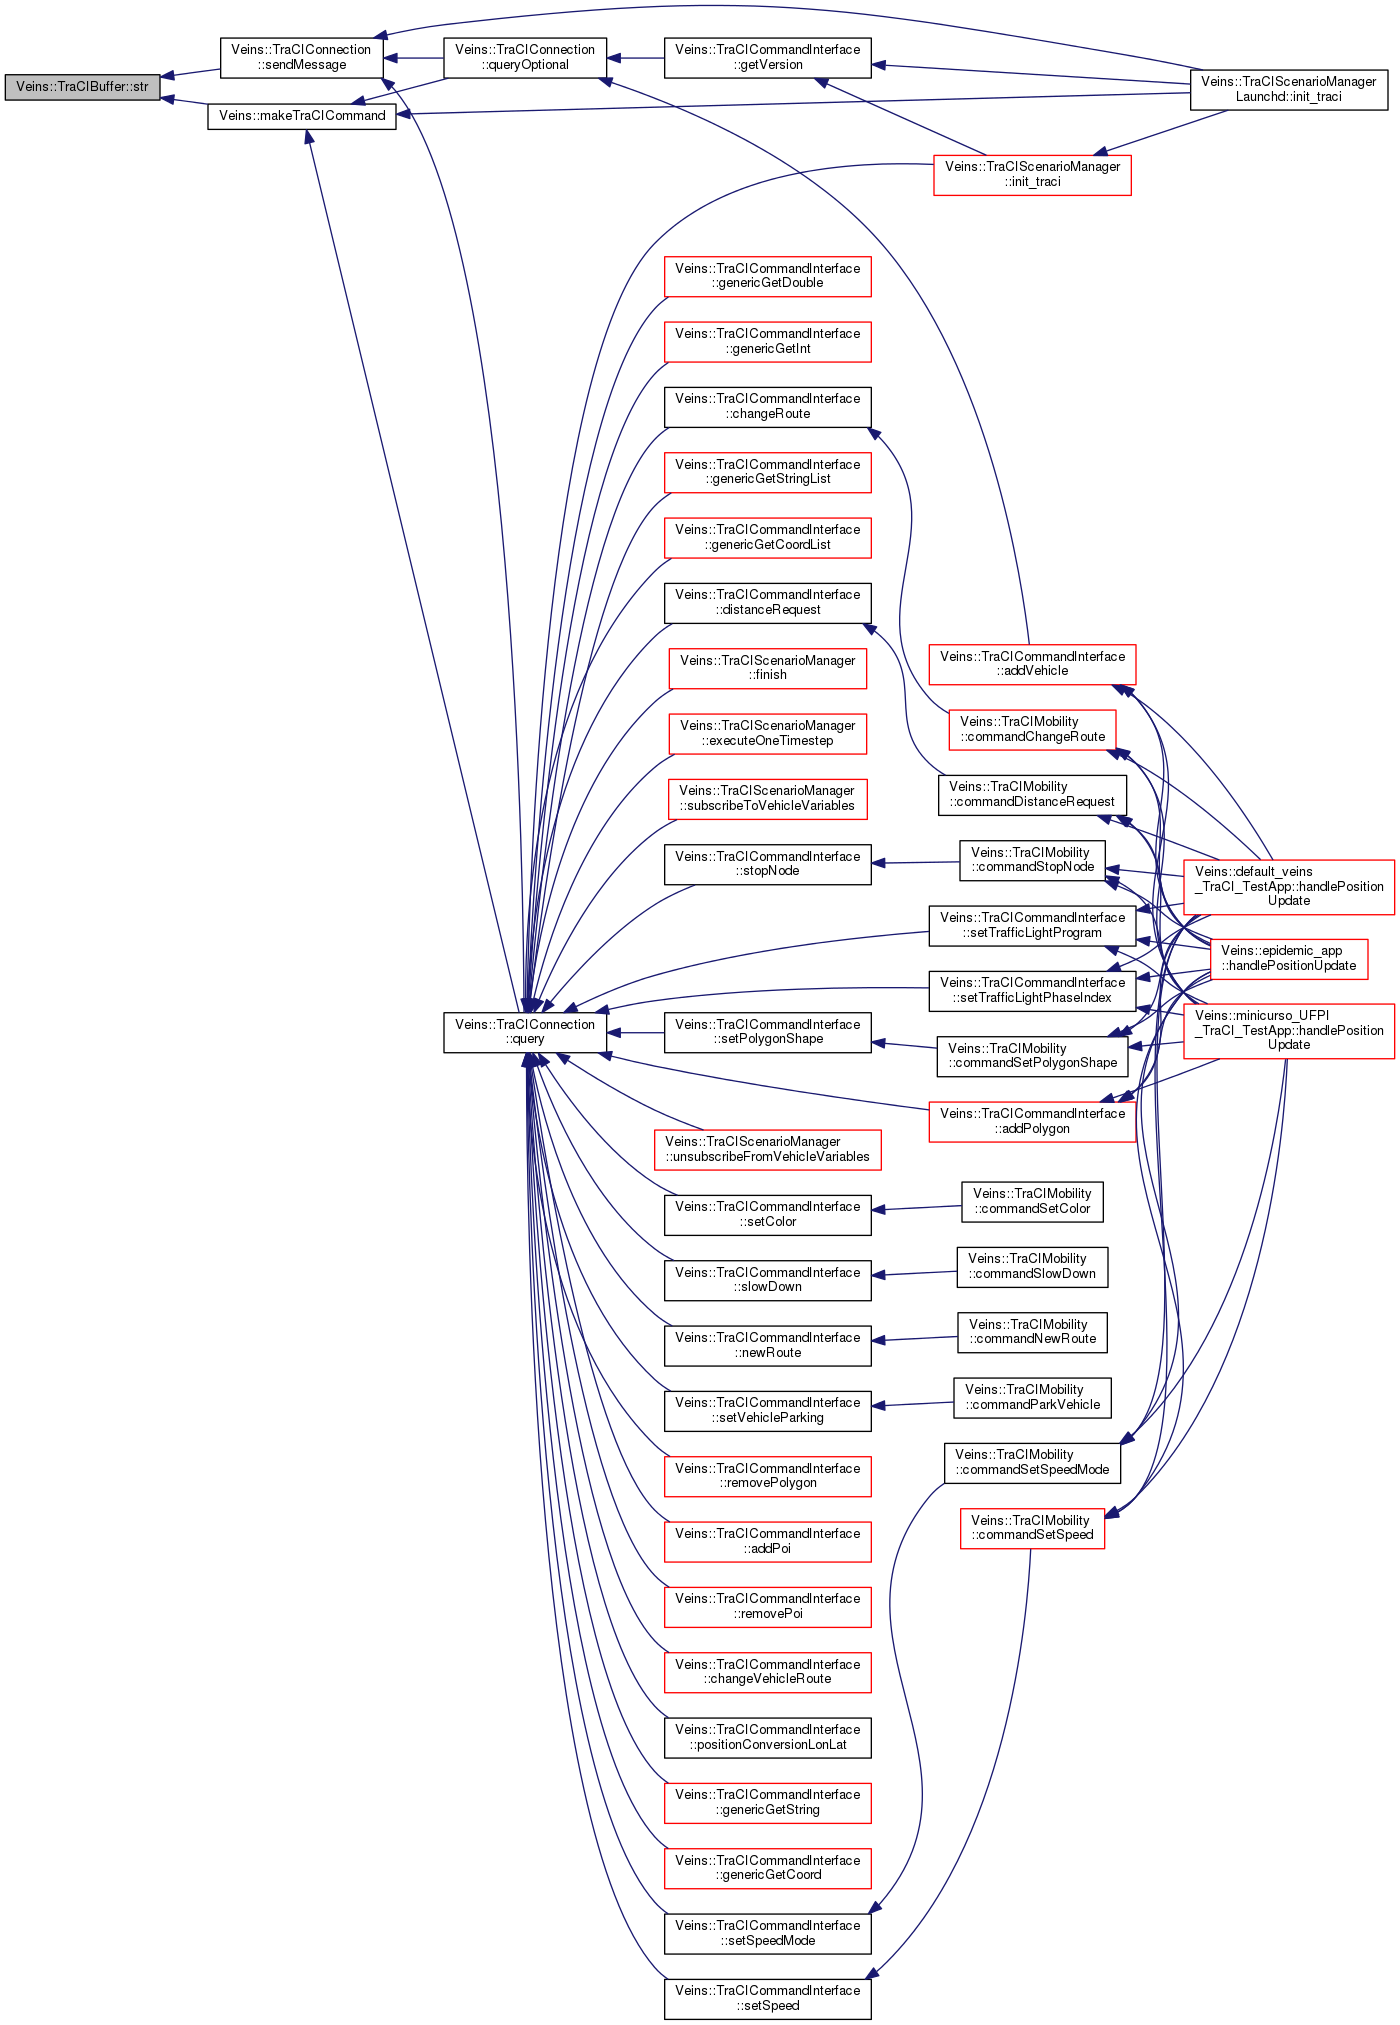 Veins::TraCIBuffer::str
Veins::TraCIConnection
::sendMessage
Veins::makeTraCICommand
Veins::TraCIConnection
::queryOptional
Veins::TraCIConnection
::query
Veins::TraCICommandInterface
::getVersion
Veins::TraCICommandInterface
::genericGetDouble
Veins::TraCICommandInterface
::genericGetInt
Veins::TraCICommandInterface
::changeRoute
Veins::TraCICommandInterface
::genericGetStringList
Veins::TraCICommandInterface
::genericGetCoordList
Veins::TraCICommandInterface
::distanceRequest
Veins::TraCIScenarioManager
::finish
Veins::TraCIScenarioManager
::executeOneTimestep
Veins::TraCIScenarioManager
::subscribeToVehicleVariables
Veins::TraCICommandInterface
::stopNode
Veins::TraCICommandInterface
::setPolygonShape
Veins::TraCIScenarioManager
::unsubscribeFromVehicleVariables
Veins::TraCICommandInterface
::setColor
Veins::TraCICommandInterface
::slowDown
Veins::TraCICommandInterface
::newRoute
Veins::TraCICommandInterface
::setVehicleParking
Veins::TraCICommandInterface
::removePolygon
Veins::TraCICommandInterface
::addPoi
Veins::TraCICommandInterface
::removePoi
Veins::TraCICommandInterface
::changeVehicleRoute
Veins::TraCICommandInterface
::positionConversionLonLat
Veins::TraCICommandInterface
::genericGetString
Veins::TraCICommandInterface
::genericGetCoord
Veins::TraCICommandInterface
::setSpeedMode
Veins::TraCICommandInterface
::setSpeed
Veins::TraCIScenarioManager
::init_traci
Veins::TraCICommandInterface
::addVehicle
Veins::TraCIMobility
::commandChangeRoute
Veins::TraCIMobility
::commandDistanceRequest
Veins::TraCIMobility
::commandStopNode
Veins::TraCICommandInterface
::setTrafficLightProgram
Veins::TraCICommandInterface
::setTrafficLightPhaseIndex
Veins::TraCIMobility
::commandSetPolygonShape
Veins::TraCICommandInterface
::addPolygon
Veins::TraCIMobility
::commandSetColor
Veins::TraCIMobility
::commandSlowDown
Veins::TraCIMobility
::commandNewRoute
Veins::TraCIMobility
::commandParkVehicle
Veins::TraCIMobility
::commandSetSpeedMode
Veins::TraCIMobility
::commandSetSpeed
Veins::TraCIScenarioManager
Launchd::init_traci
Veins::default_veins
_TraCI_TestApp::handlePosition
Update
Veins::epidemic_app
::handlePositionUpdate
Veins::minicurso_UFPI
_TraCI_TestApp::handlePosition
Update